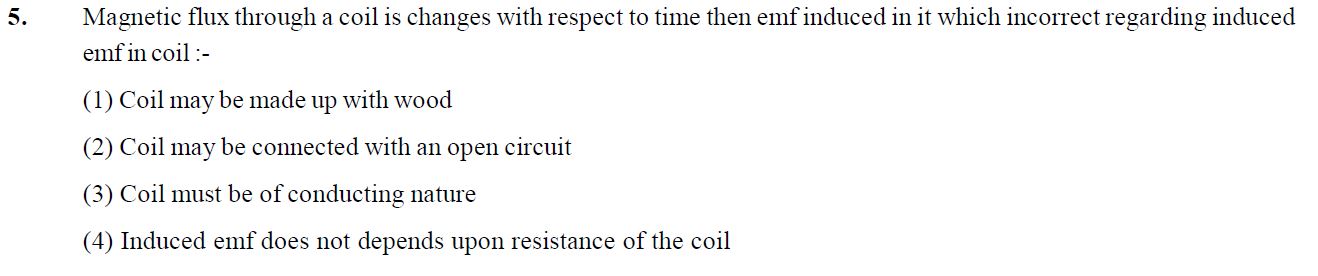 5. Magnetic flux through a coil is changes with respect to time then emf induced in it which incorrect regarding induced
emf in coil :-
(1) Coil may be made up with wood
(2) Coil may be connected with an open circuit
(3) Coil must be of conducting nature
(4) Induced emf does not depends upon resistance of the coil